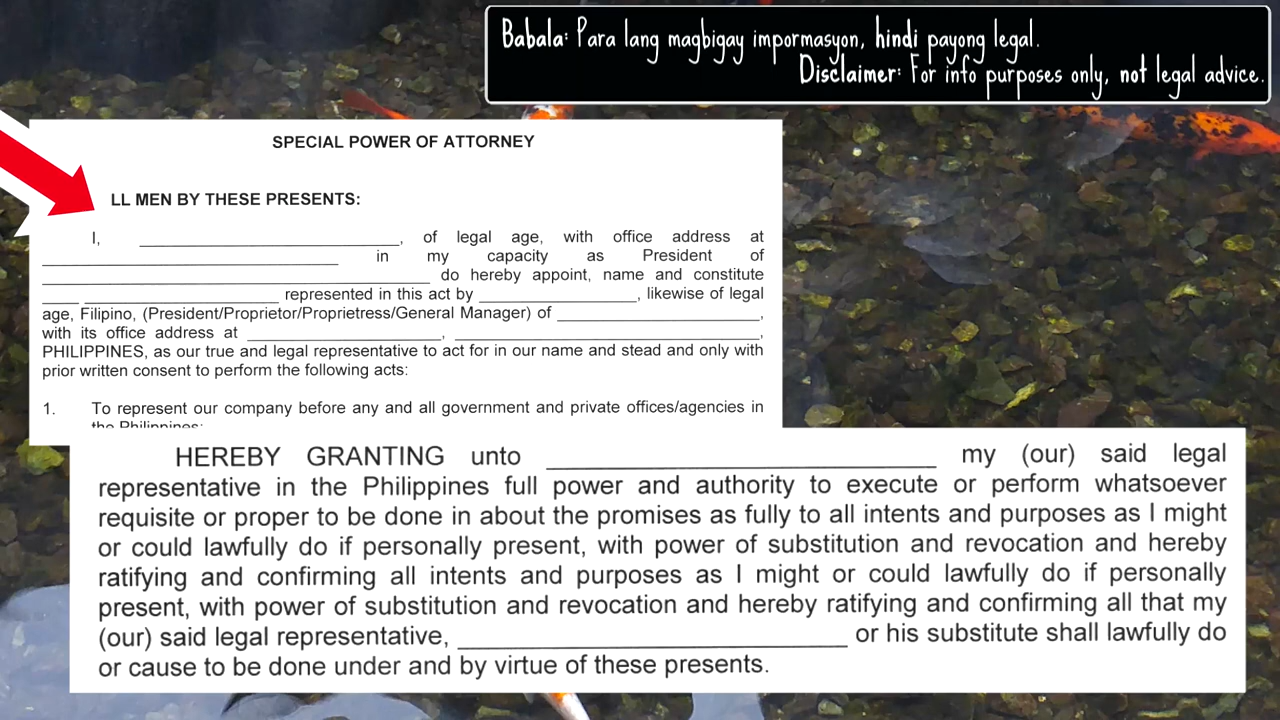 Babala: Para lang magbigay impormasyon, hindi payong legal.
Disclaimer: For info purposes only, not legal advice.
SPECIAL POWER OF ATTORNEY
LL MEN BY THESE PRESENTS:
I, ____________________________, of legal age, with office address at
________________________________ in my capacity as President of
__________________________________________ do hereby appoint, name and constitute
____ _____________________ represented in this act by _________________, likewise of legal
age, Filipino, (President/Proprietor/Proprietress/General Manager) of ______________________,
with its office address at _____________________, _________________________________,
PHILIPPINES, as our true and legal representative to act for in our name and stead and only with
prior written consent to perform the following acts:
1. To represent our company before any and all government and private offices/agencies in
the Philippines;
HEREBY GRANTING unto ____________________________ my (our) said legal
representative in the Philippines full power and authority to execute or perform whatsoever
requisite or proper to be done in about the promises as fully to all intents and purposes as I might
or could lawfully do if personally present, with power of substitution and revocation and hereby
ratifying and confirming all intents and purposes as I might or could lawfully do if personally
present, with power of substitution and revocation and hereby ratifying and confirming all that my
(our) said legal representative, ____________________________ or his substitute shall lawfully do
or cause to be done under and by virtue of these presents.